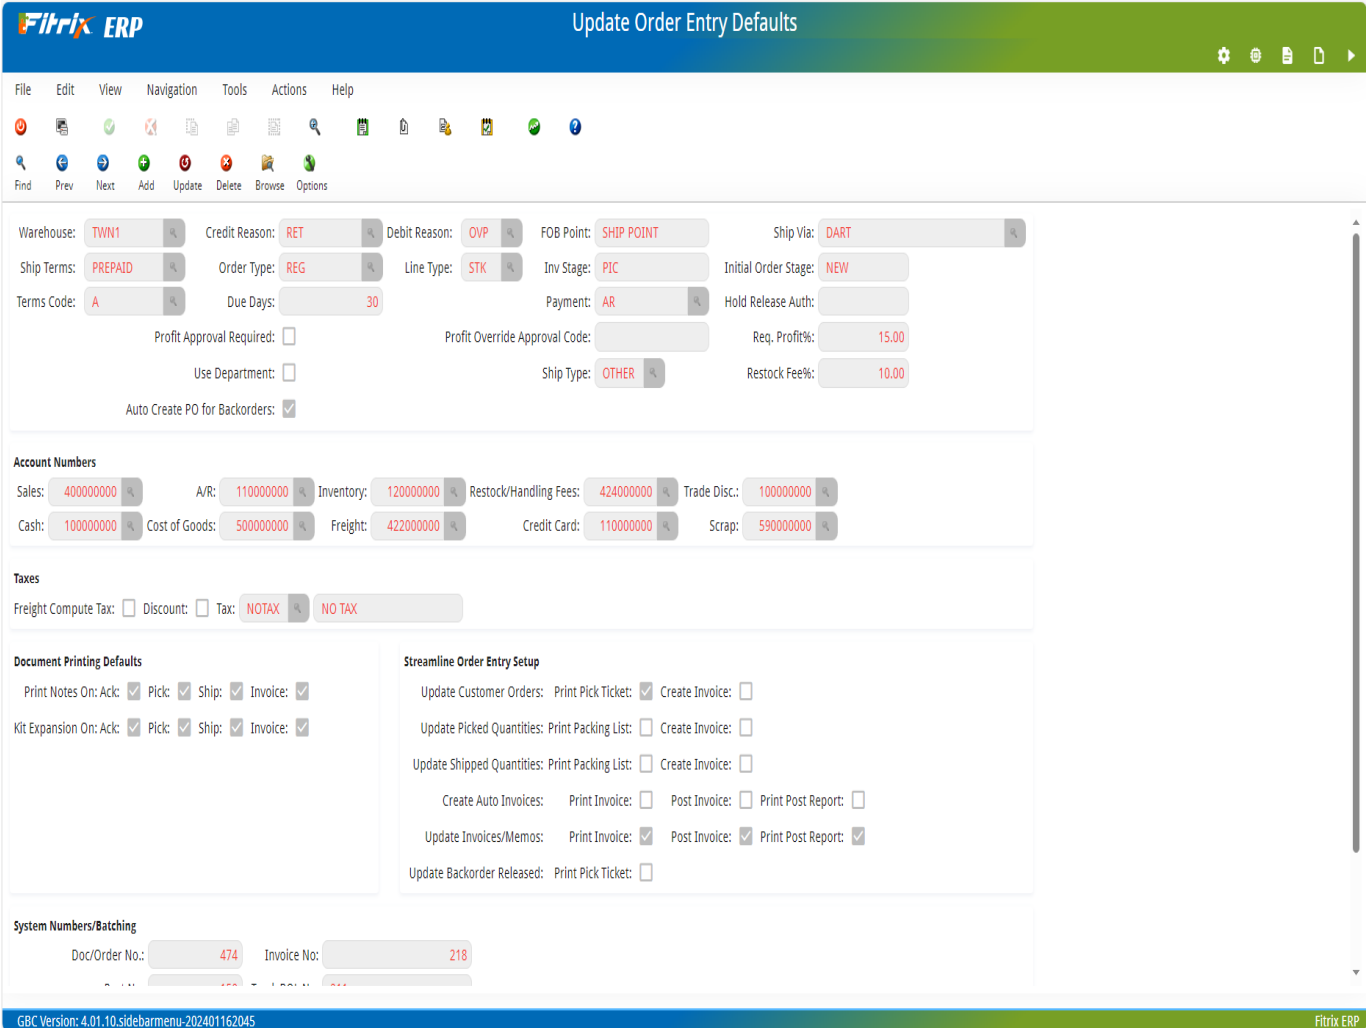 Fitrix ERP
Update Order Entry Defaults
File Edit View Navigation Tools Actions Help
Find Prev Next Add Update Delete Browse Options
Warehouse: TWN1 Credit Reason: RET Debit Reason: OVP FOB Point: SHIP POINT Ship Via: DART
Ship Terms: PREPAID Order Type: REG Line Type: STK Inv Stage: PIC Initial Order Stage: NEW
Terms Code: A Due Days: 30 Payment: AR Hold Release Auth:
Profit Approval Required: Profit Override Approval Code: Req. Profit%: 15.00
Use Department: Ship Type: OTHER Restock Fee%: 10.00
Auto Create PO for Backorders:
Account Numbers
Sales: 400000000 A/R: 110000000 Inventory: 120000000 Restock/Handling Fees: 424000000 Trade Disc.: 100000000
Cash: 100000000 Cost of Goods: 500000000 Freight: 422000000 Credit Card: 110000000 Scrap: 590000000
Taxes
Freight Compute Tax: Discount: Tax: NOTAX NO TAX
Document Printing Defaults
Print Notes On: Ack: Pick: Ship: Invoice:
Kit Expansion On: Ack: Pick: Ship: Invoice:
Streamline Order Entry Setup
Update Customer Orders: Print Pick Ticket: Create Invoice:
Update Picked Quantities: Print Packing List: Create Invoice:
Update Shipped Quantities: Print Packing List: Create Invoice:
Create Auto Invoices: Print Invoice: Post Invoice: Print Post Report:
Update Invoices/Memos: Print Invoice: Post Invoice: Print Post Report:
Update Backorder Released: Print Pick Ticket:
System Numbers/Batching
Doc/Order No.: 474 Invoice No: 218
GBC Version: 4.01.10.sidebarmenu-202401162045
Fitrix ERP